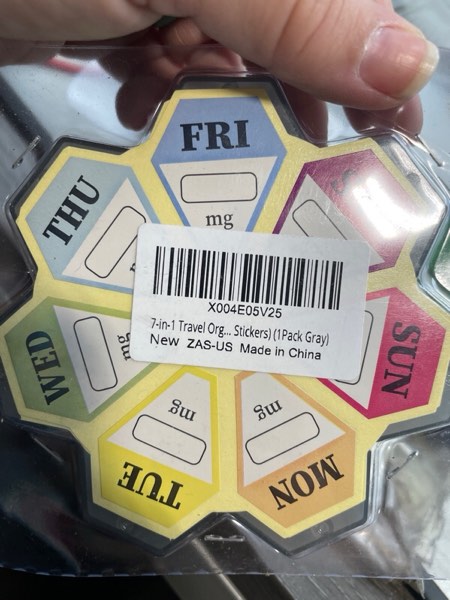 FRI
mg
THU
WED
mg
TUE
mg
MON
mg
SUN
X004E05V25
7-in-1 Travel Org... Stickers) (1Pack Gray)
New ZAS-US Made in China